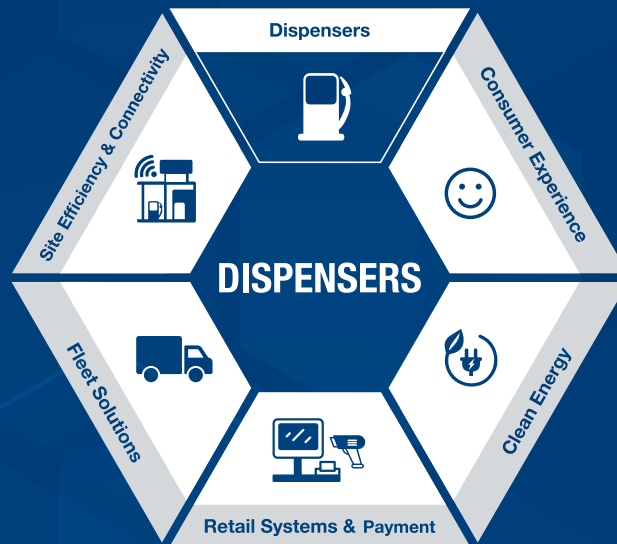 Dispensers
Consumer Experience
Clean Energy
Retail Systems & Payment
Fleet Solutions
Site Efficiency & Connectivity
DISPENSERS